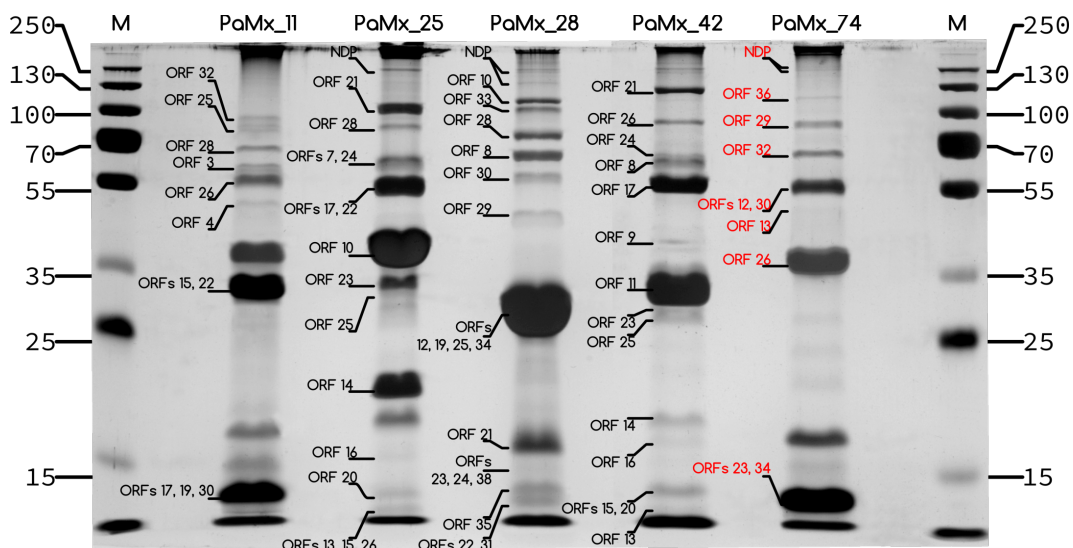 M PaMx_11 PaMx_25 PaMx_28 PaMx_42 PaMx_74 M
250
130
100
70
55
35
25
15
ORF 32
ORF 25
ORF 28
ORF 3
ORF 26
ORF 4
ORFs 15, 22
ORFs 17, 19, 30
NDP
ORF 21
ORF 28
ORFs 7, 24
ORFs 17, 22
ORF 10
ORF 23
ORF 25
ORF 14
ORF 16
ORF 20
ORFs 13, 15, 26
NDP
ORF 10
ORF 33
ORF 28
ORF 8
ORF 30
ORF 29
ORFs
12, 19, 25, 34
ORF 21
ORFs
23, 24, 38
ORF 35
ORFs 22, 31
ORF 21
ORF 26
ORF 24
ORF 8
ORF 17
ORF 9
ORF 11
ORF 23
ORF 25
ORF 14
ORF 16
ORFs 15, 20
ORF 13
NDP
ORF 36
ORF 29
ORF 32
ORFs 12, 30
ORF 13
ORF 26
ORFs 23, 34
250
130
100
70
55
35
25
15